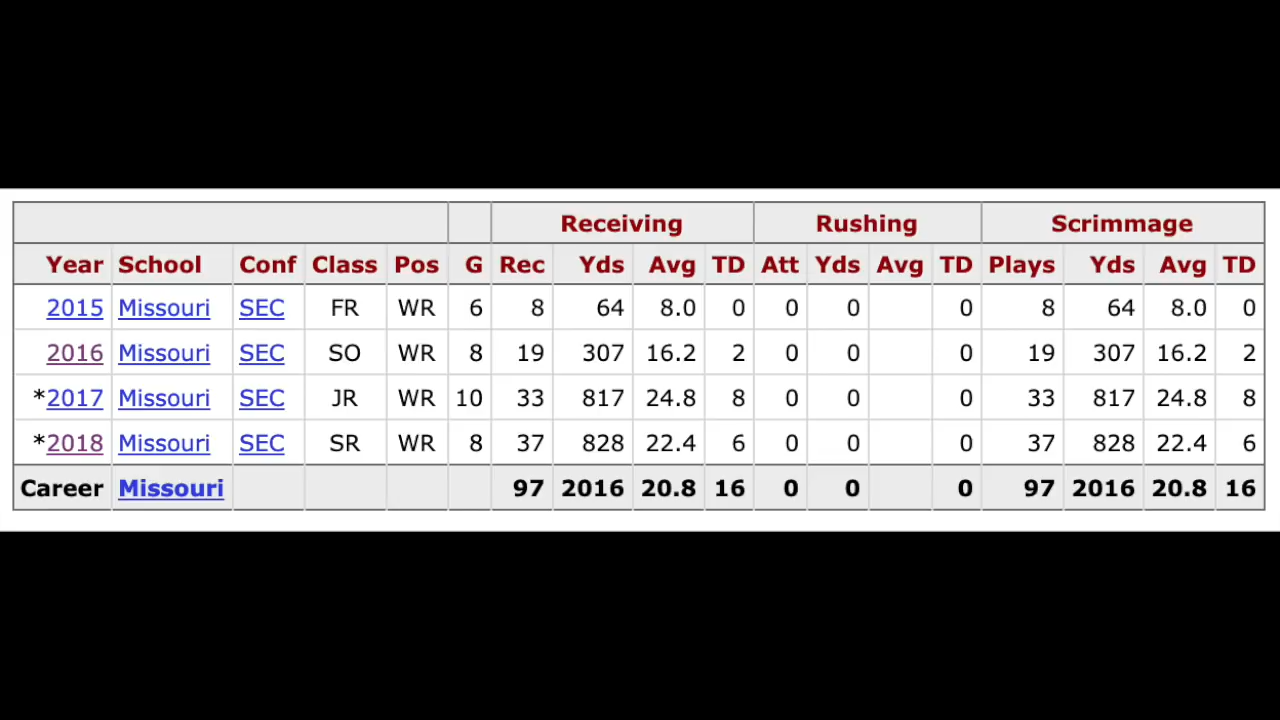 Receiving Rushing Scrimmage
Year School Conf Class Pos G Rec Yds Avg TD Att Yds Avg TD Plays Yds Avg TD
2015 Missouri SEC FR WR 6 8 64 8.0 0 0 0 0 8 64 8.0 0
2016 Missouri SEC SO WR 8 19 307 16.2 2 0 0 0 19 307 16.2 2
*2017 Missouri SEC JR WR 10 33 817 24.8 8 0 0 0 33 817 24.8 8
*2018 Missouri SEC SR WR 8 37 828 22.4 6 0 0 0 37 828 22.4 6
Career Missouri 97 2016 20.8 16 0 0 0 97 2016 20.8 16